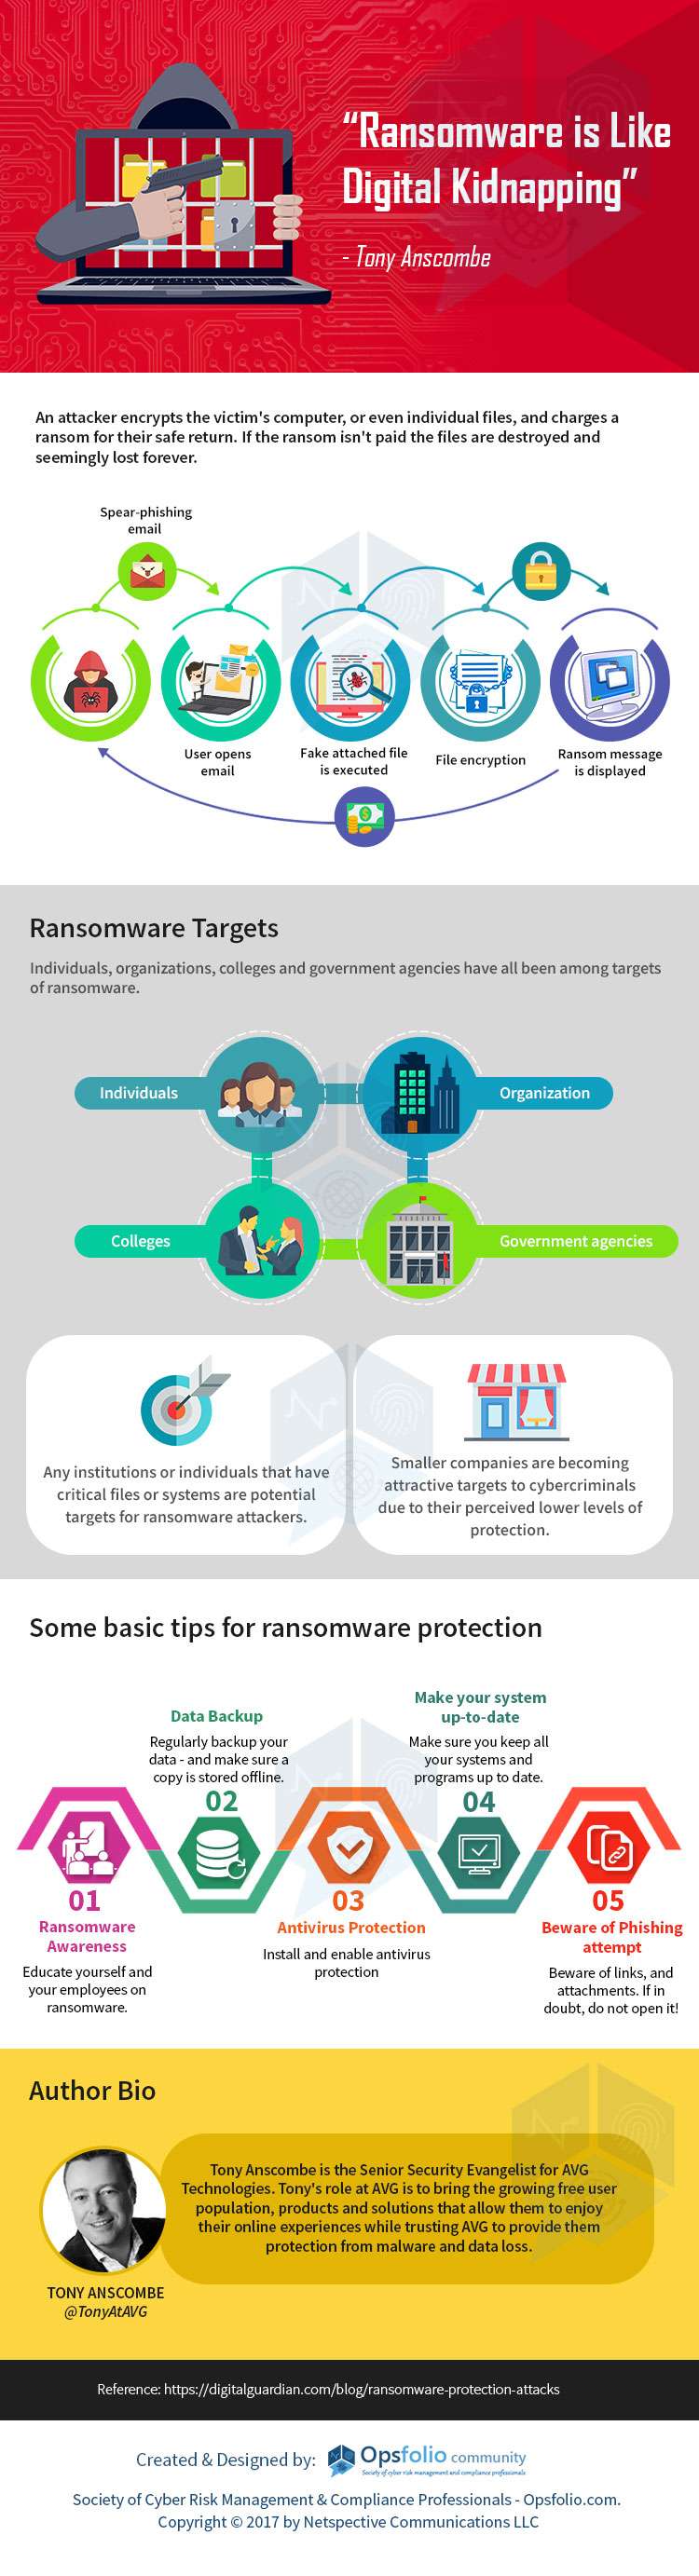 “Ransomware is Like
Digital Kidnapping”
- Tony Anscombe
An attacker encrypts the victim's computer, or even individual files, and charges a
ransom for their safe return. If the ransom isn't paid the files are destroyed and
seemingly lost forever.
Spear-phishing
email
User opens
email
Fake attached file
is executed
File encryption
Ransom message
is displayed
Ransomware Targets
Individuals, organizations, colleges and government agencies have all been among targets
of ransomware.
Individuals
Organization
Colleges
Government agencies
Any institutions or individuals that have
critical files or systems are potential
targets for ransomware attackers.
Smaller companies are becoming
attractive targets to cybercriminals
due to their perceived lower levels of
protection.
Some basic tips for ransomware protection
01
Ransomware
Awareness
Educate yourself and
your employees on
ransomware.
Data Backup
Regularly backup your
data - and make sure a
copy is stored offline.
02
03
Antivirus Protection
Install and enable antivirus
protection
Make your system
up-to-date
Make sure you keep all
your systems and
programs up to date.
04
05
Beware of Phishing
attempt
Beware of links, and
attachments. If in
doubt, do not open it!
Author Bio
Tony Anscombe is the Senior Security Evangelist for AVG
Technologies. Tony's role at AVG is to bring the growing free user
population, products and solutions that allow them to enjoy
their online experiences while trusting AVG to provide them
protection from malware and data loss.
TONY ANSCOMBE
@TonyAtAVG
Reference: https://digitalguardian.com/blog/ransomware-protection-attacks
Created & Designed by: Opsfolio community
Society of cyber risk management and compliance professionals
Society of Cyber Risk Management & Compliance Professionals - Opsfolio.com.
Copyright © 2017 by Netspective Communications LLC